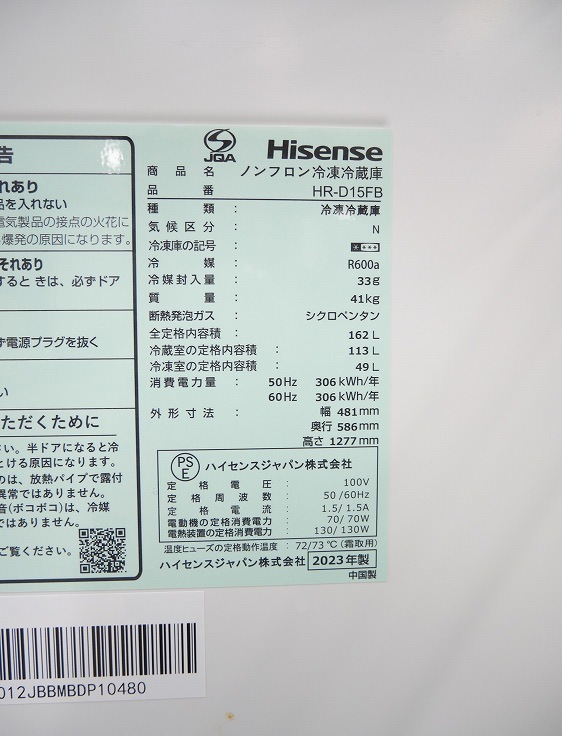 告
れあり
品を入れない
電気製品の接点の火花に
爆発の原因になります。
それあり
するときは、必ずドア
ず電源プラグを抜く
い
ただくために
さい。半ドアになると冷
とける原因になります。
のは、放熱パイプで露付
異常ではありません。
音(ボコボコ)は、冷媒
ではありません。
ご覧ください。
JQA
Hisense
商品名 ノンフロン冷凍冷蔵庫
品番 HR-D15FB
種類 : 冷凍冷蔵庫
気候区分 : N
冷凍庫の記号 : ****
冷媒 : R600a
冷媒封入量 : 33g
質量 : 41kg
断熱発泡ガス : シクロペンタン
全定格内容積 : 162L
冷蔵室の定格内容積 : 113L
冷凍室の定格内容積 : 49L
消費電力量 : 50Hz 306kWh/年
60Hz 306kWh/年
外形寸法 : 幅 481mm
奥行 586mm
高さ 1277mm
PSE ハイセンスジャパン株式会社
定格電圧 : 100V
定格周波数 : 50/60Hz
定格電流 : 1.5/1.5A
電動機の定格消費電力 : 70/70W
電熱装置の定格消費電力 : 130/130W
温度ヒューズの定格動作温度 : 72/73℃(霜取用)
ハイセンスジャパン株式会社 2023年製
中国製
012JBBMBDP10480